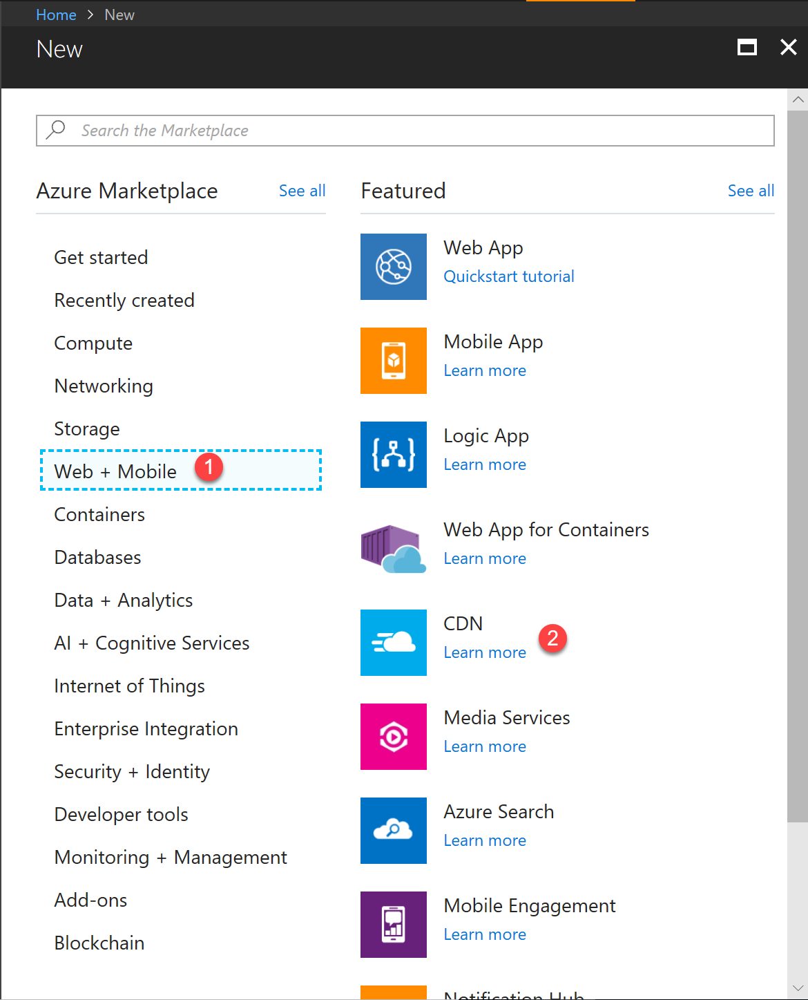 Home > New
New
Search the Marketplace
Azure Marketplace See all
Get started
Recently created
Compute
Networking
Storage
Web + Mobile 1
Containers
Databases
Data + Analytics
AI + Cognitive Services
Internet of Things
Enterprise Integration
Security + Identity
Developer tools
Monitoring + Management
Add-ons
Blockchain
Featured See all
Web App
Quickstart tutorial
Mobile App
Learn more
Logic App
Learn more
Web App for Containers
Learn more
CDN
Learn more 2
Media Services
Learn more
Azure Search
Learn more
Mobile Engagement
Learn more
Notification Hub